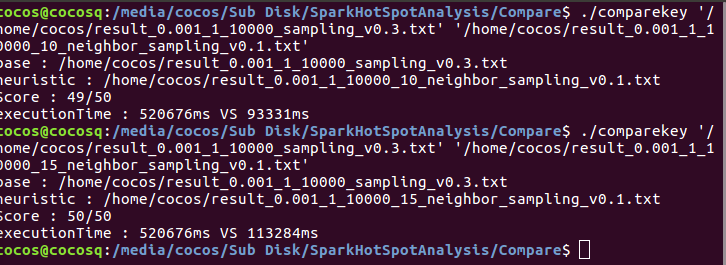 cocos@cocosq:/media/cocos/Sub Disk/SparkHotSpotAnalysis/Compare$ ./comparekey '/
home/cocos/result_0.001_1_10000_sampling_v0.3.txt' '/home/cocos/result_0.001_1_1
0000_10_neighbor_sampling_v0.1.txt'
base : /home/cocos/result_0.001_1_10000_sampling_v0.3.txt
heuristic : /home/cocos/result_0.001_1_10000_10_neighbor_sampling_v0.1.txt
Score : 49/50
executionTime : 520676ms VS 93331ms
cocos@cocosq:/media/cocos/Sub Disk/SparkHotSpotAnalysis/Compare$ ./comparekey '/
home/cocos/result_0.001_1_10000_sampling_v0.3.txt' '/home/cocos/result_0.001_1_1
0000_15_neighbor_sampling_v0.1.txt'
base : /home/cocos/result_0.001_1_10000_sampling_v0.3.txt
heuristic : /home/cocos/result_0.001_1_10000_15_neighbor_sampling_v0.1.txt
Score : 50/50
executionTime : 520676ms VS 113284ms
cocos@cocosq:/media/cocos/Sub Disk/SparkHotSpotAnalysis/Compare$